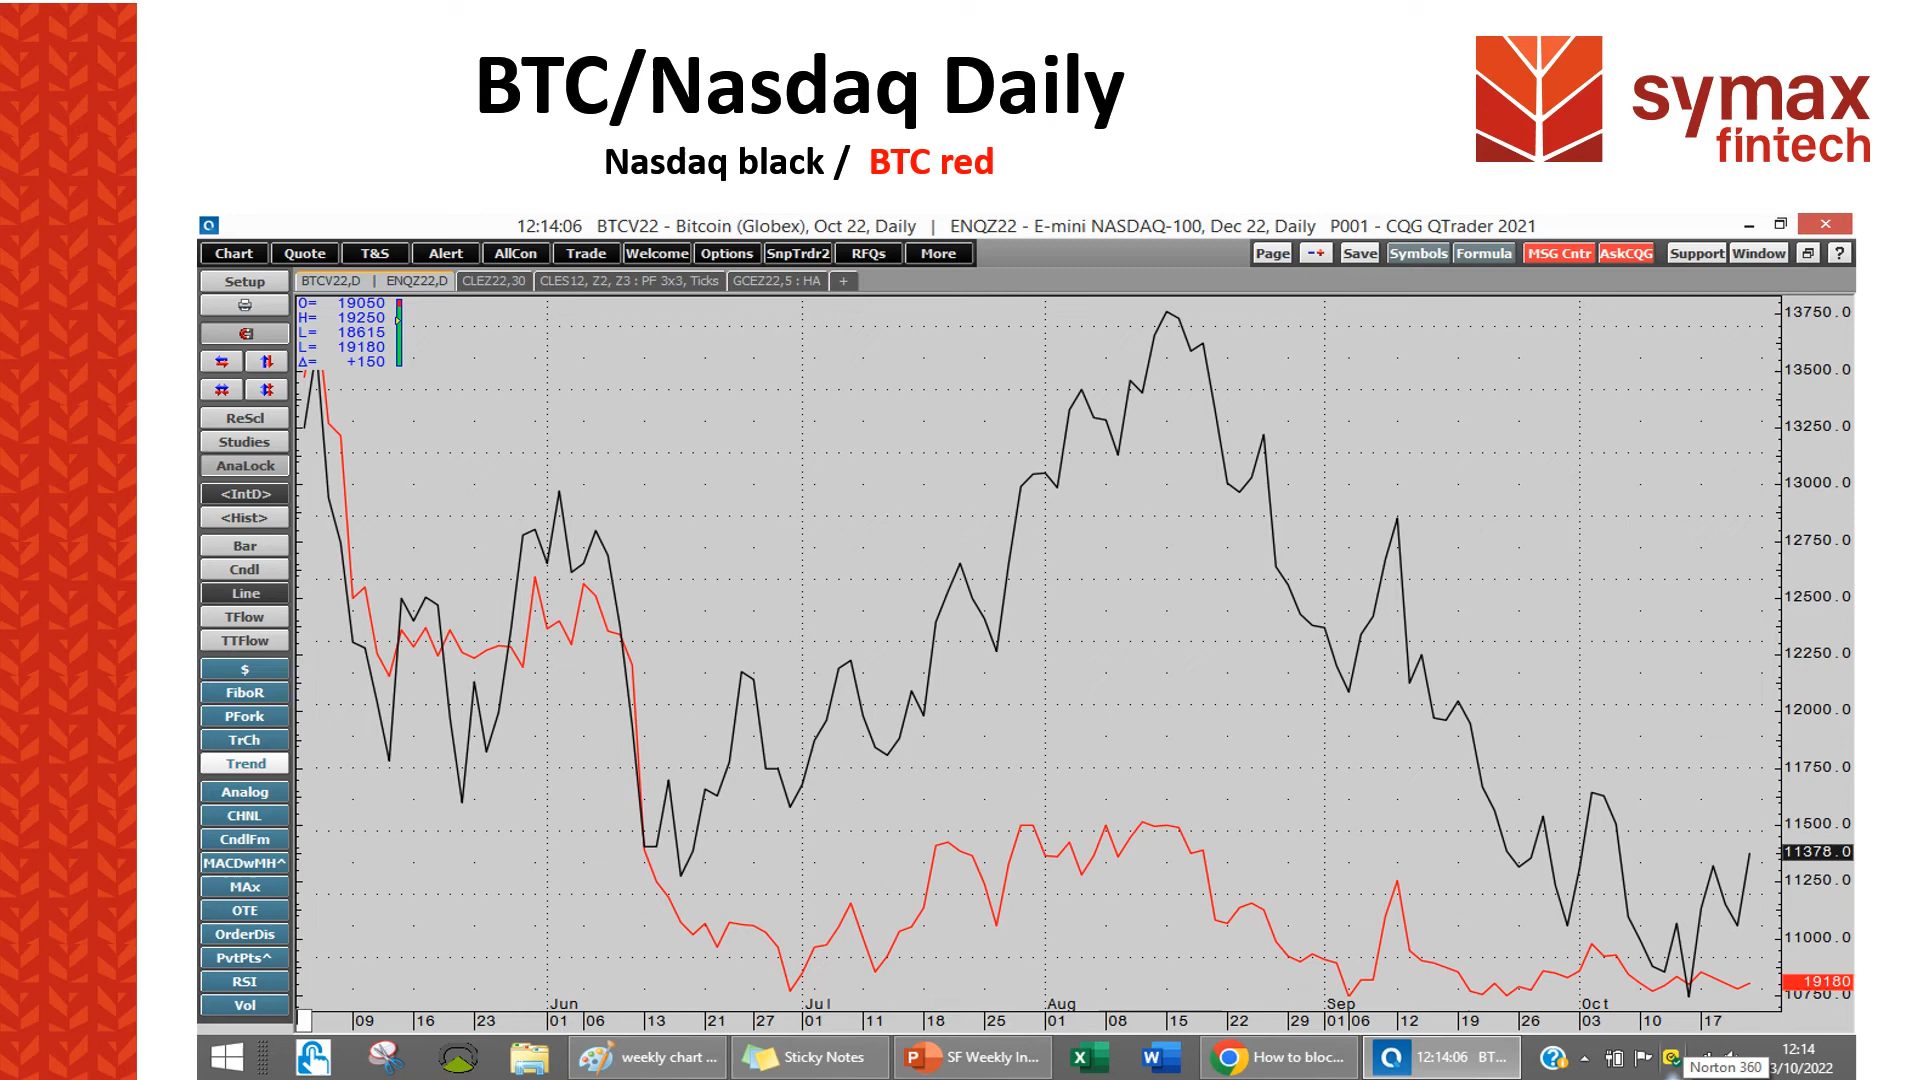 BTC/Nasdaq Daily
Nasdaq black / BTC red
symax
fintech
12:14:06 BTCV22 - Bitcoin (Globex), Oct 22, Daily | ENQZ22 - E-mini NASDAQ-100, Dec 22, Daily P001 - CQG QTrader 2021
Chart Quote T&S Alert AllCon Trade Welcome Options SnpTrdr2 RFQs More Page -+ Save Symbols Formula MSG Cntr AskCQG Support Window ?
Setup BTCV22,D | ENQZ22,D CLEZ22,30 CLES12, Z2, Z3 : PF 3x3, Ticks GCEZ22,5 : HA +
O= 19050
H= 19250
L= 18615
L= 19180
Δ= +150
ReScl
Studies
AnaLock
<IntD>
<Hist>
Bar
Cndl
Line
TFlow
TTFlow
$
FiboR
PFork
TrCh
Trend
Analog
CHNL
CndlFm
MACDwMH^
MAx
OTE
OrderDis
PvtPts^
RSI
Vol
13750.0
13500.0
13250.0
13000.0
12750.0
12500.0
12250.0
12000.0
11750.0
11500.0
11378.0
11250.0
11000.0
19180
10750.0
Jun Jul Aug Sep Oct
09 16 23 01 06 13 21 27 01 11 18 25 01 08 15 22 29 01 06 12 19 26 03 10 17
weekly chart ... Sticky Notes SF Weekly In... How to bloc... 12:14:06 BT... 12:14
Norton 360 3/10/2022